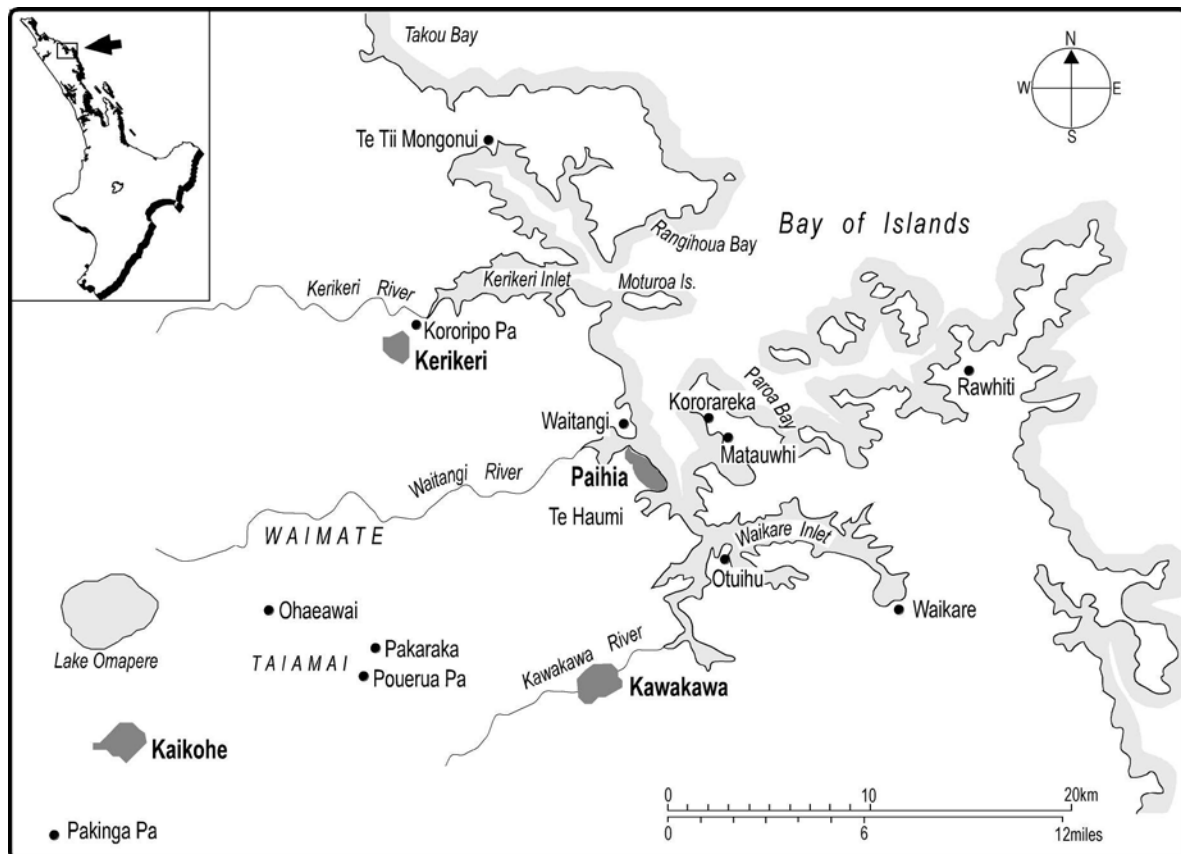 Takou Bay
N
W
E
S
Te Tii Mongonui
Bay of Islands
Rangihoua Bay
Kerikeri Inlet
Moturoa Is.
Kerikeri River
Kororipo Pa
Kerikeri
Rawhiti
Paroa Bay
Kororareka
Waitangi
Matauwhi
Waitangi River
Paihia
Te Haumi
WAIMATE
Waikare Inlet
Otuihu
Ohaeawai
Waikare
Pakaraka
Lake Omapere
TAIAMAI
Pouerua Pa
Kawakawa River
Kawakawa
Kaikohe
0 10 20km
0 6 12miles
Pakinga Pa